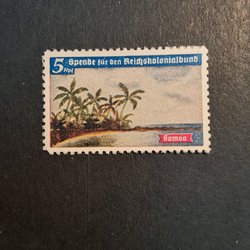 5 Rpf Spende für den Reichskolonialbund
Samoa